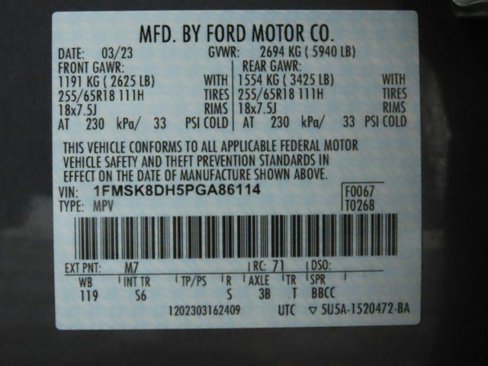 MFD. BY FORD MOTOR CO.
DATE: 03/23 GVWR: 2694 KG ( 5940 LB)
FRONT GAWR: REAR GAWR:
1191 KG ( 2625 LB) WITH 1554 KG ( 3425 LB) WITH
255/65R18 111H TIRES 255/65R18 111H TIRES
18x7.5J RIMS 18x7.5J RIMS
AT 230 kPa/ 33 PSI COLD AT 230 kPa/ 33 PSI COLD
THIS VEHICLE CONFORMS TO ALL APPLICABLE FEDERAL MOTOR
VEHICLE SAFETY AND THEFT PREVENTION STANDARDS IN
EFFECT ON THE DATE OF MANUFACTURE SHOWN ABOVE.
VIN: 1FMSK8DH5PGA86114 F0067
TYPE: MPV T0268
EXT PNT: M7 RC: 71 DSO:
WB INT TR TP/PS R AXLE TR SPR
119 S6 S 3B T BBCC
1202303162409 UTC ▽ 5U5A-1520472-BA